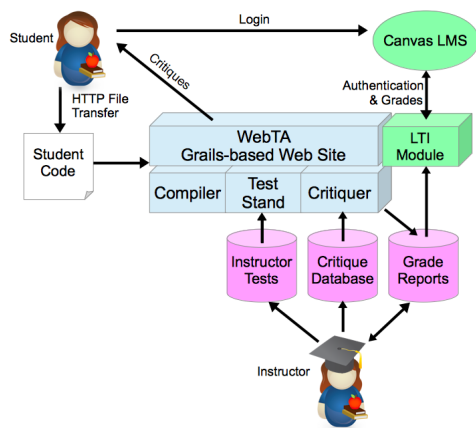 Login
Student
Canvas LMS
Critiques
HTTP File
Transfer
Authentication
& Grades
WebTA
Grails-based Web Site
LTI
Module
Student
Code
Compiler
Test
Stand
Critiquer
Instructor
Tests
Critique
Database
Grade
Reports
Instructor